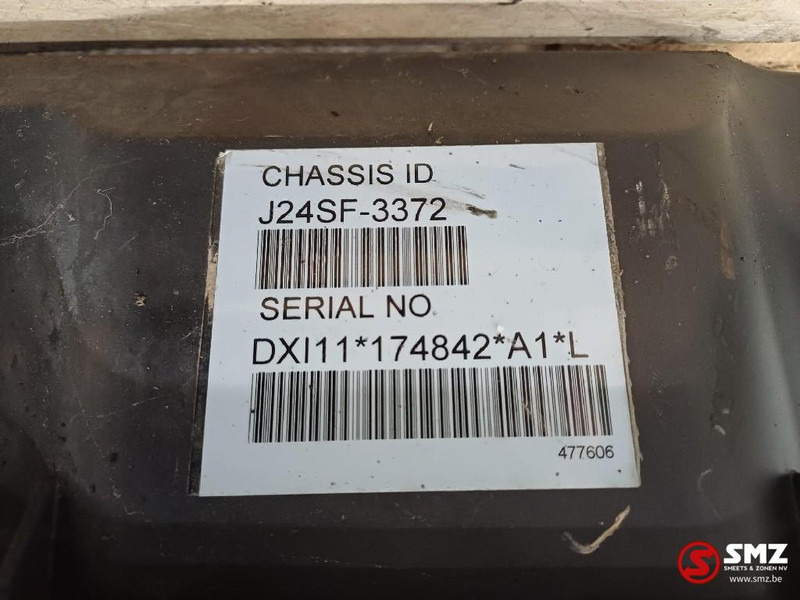 CHASSIS ID
J24SF-3372
SERIAL NO
DXI11*174842*A1*L
477606
S SMZ
SMEETS & ZONEN NV
www.smz.be